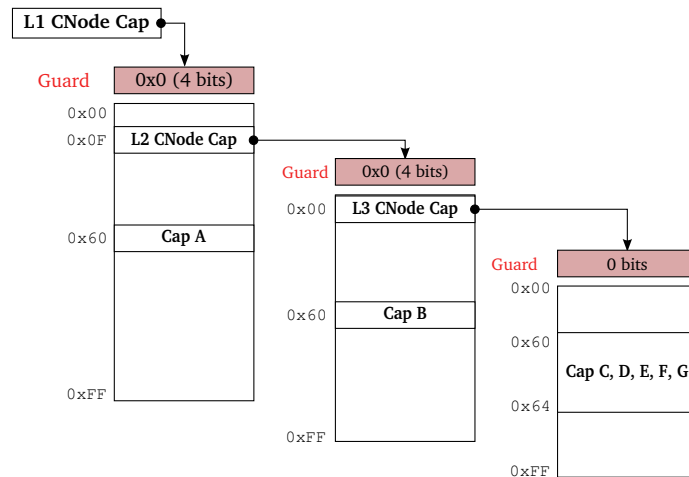 L1 CNode Cap
Guard
0x0 (4 bits)
0x00
0x0F
L2 CNode Cap
0x60
Cap A
0xFF
Guard
0x0 (4 bits)
0x00
L3 CNode Cap
0x60
Cap B
0xFF
Guard
0 bits
0x00
0x60
Cap C, D, E, F, G
0x64
0xFF